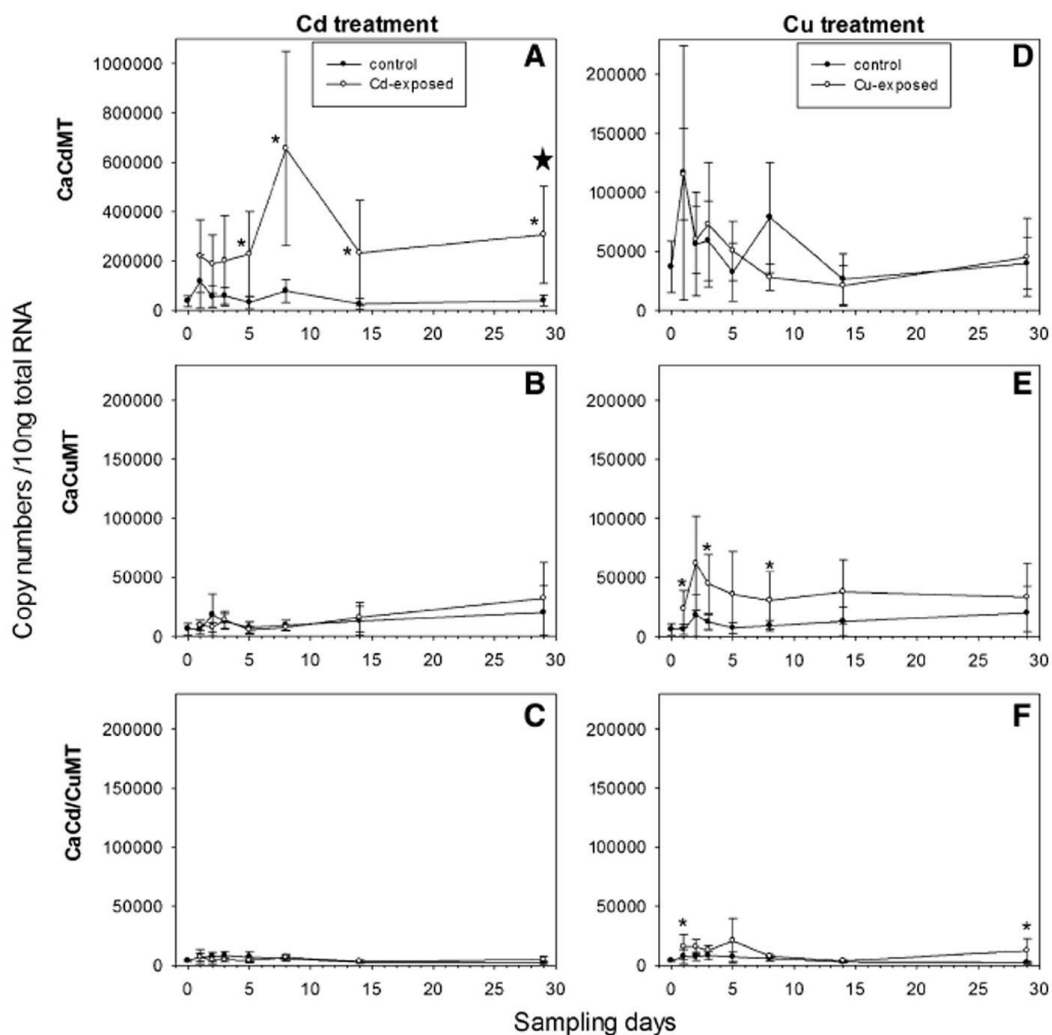 Cd treatment
Cu treatment
Copy numbers /10ng total RNA
CaCdMT
1000000
800000
600000
400000
200000
0
control
Cd-exposed
A
*
*
*
*
★
0 5 10 15 20 25 30
200000
150000
100000
50000
0
control
Cu-exposed
D
0 5 10 15 20 25 30
CaCuMT
200000
150000
100000
50000
0
B
0 5 10 15 20 25 30
200000
150000
100000
50000
0
E
*
*
*
0 5 10 15 20 25 30
CaCd/CuMT
200000
150000
100000
50000
0
C
0 5 10 15 20 25 30
200000
150000
100000
50000
0
F
*
*
0 5 10 15 20 25 30
Sampling days